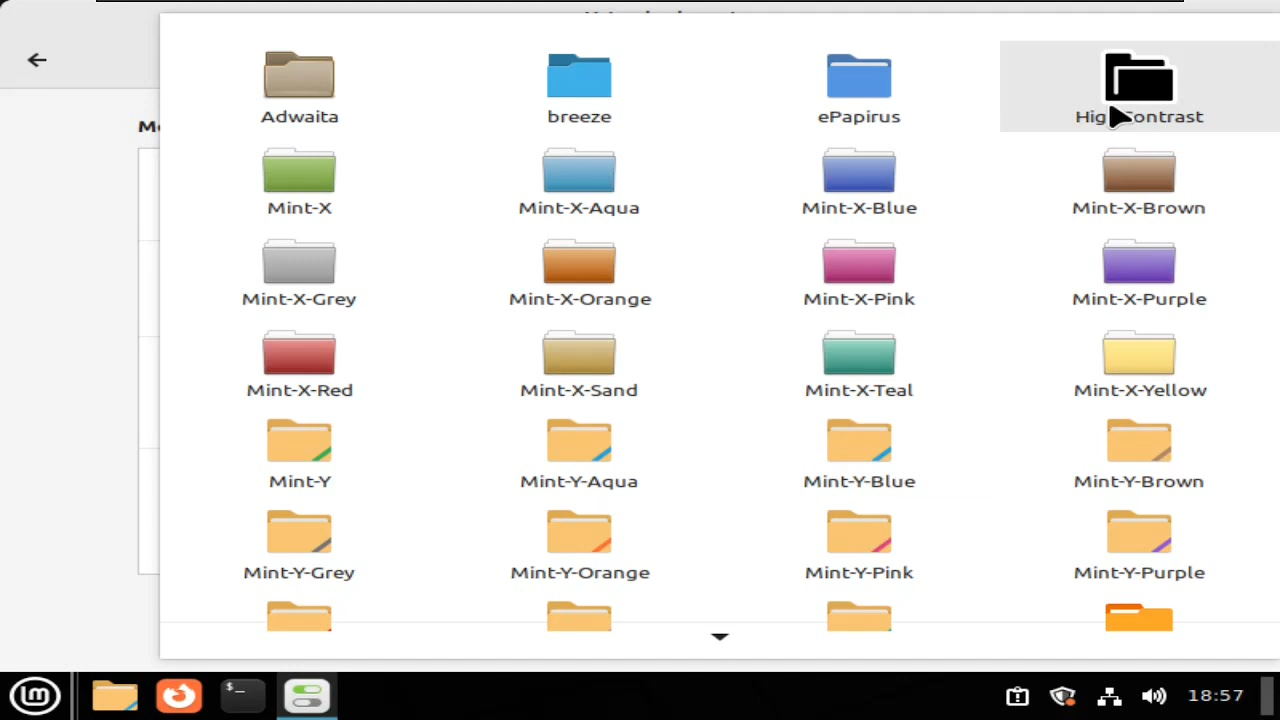 Adwaita breeze ePapirus
Mint-X Mint-X-Aqua Mint-X-Blue Mint-X-Brown
Mint-X-Grey Mint-X-Orange Mint-X-Pink Mint-X-Purple
Mint-X-Red Mint-X-Sand Mint-X-Teal Mint-X-Yellow
Mint-Y Mint-Y-Aqua Mint-Y-Blue Mint-Y-Brown
Mint-Y-Grey Mint-Y-Orange Mint-Y-Pink Mint-Y-Purple
18:57